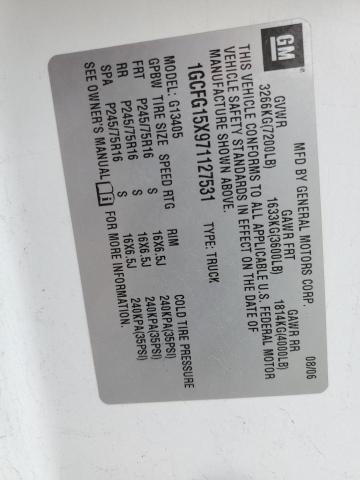 GM
MFD BY GENERAL MOTORS CORP 08/06
GVWR GAWR FRT GAWR RR
3266KG(7200LB) 1633KG(3600LB) 1814KG(4000LB)
THIS VEHICLE CONFORMS TO ALL APPLICABLE U.S. FEDERAL MOTOR
VEHICLE SAFETY STANDARDS IN EFFECT ON THE DATE OF
MANUFACTURE SHOWN ABOVE.
1GCFG15X971127531 TYPE: TRUCK
MODEL: G13405
GPBW TIRE SIZE SPEED RTG RIM COLD TIRE PRESSURE
FRT P245/75R16 S 16X6.5J 240KPA(35PSI)
RR P245/75R16 S 16X6.5J 240KPA(35PSI)
SPA P245/75R16 S 16X6.5J 240KPA(35PSI)
SEE OWNER'S MANUAL i FOR MORE INFORMATION.